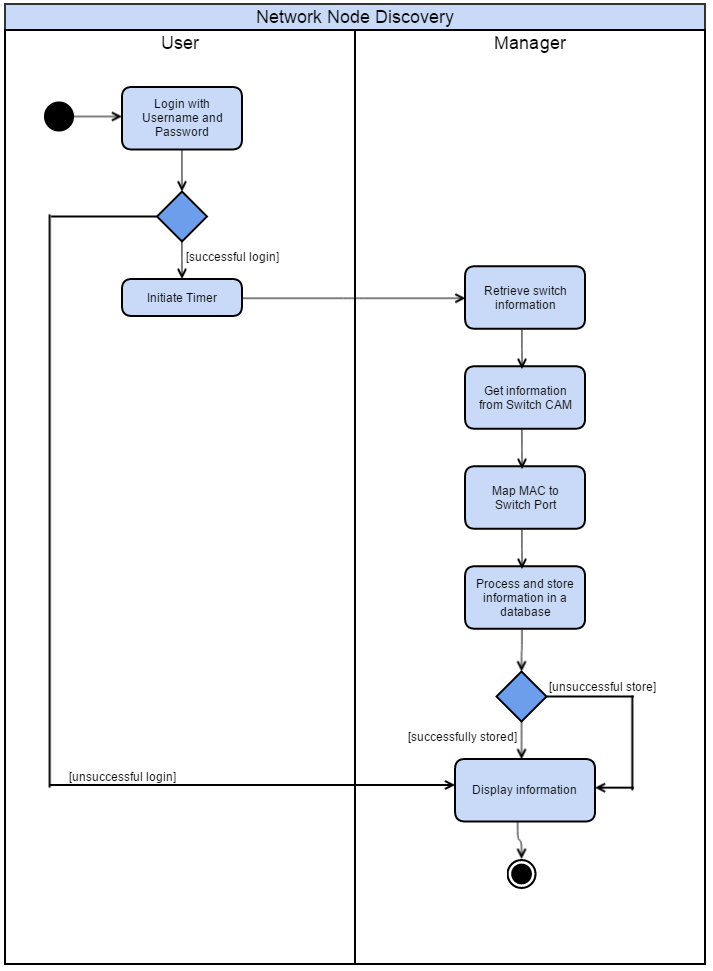 Network Node Discovery
User
Manager
Login with
Username and
Password
[successful login]
Initiate Timer
Retrieve switch
information
Get information
from Switch CAM
Map MAC to
Switch Port
Process and store
information in a
database
[unsuccessful store]
[successfully stored]
[unsuccessful login]
Display information